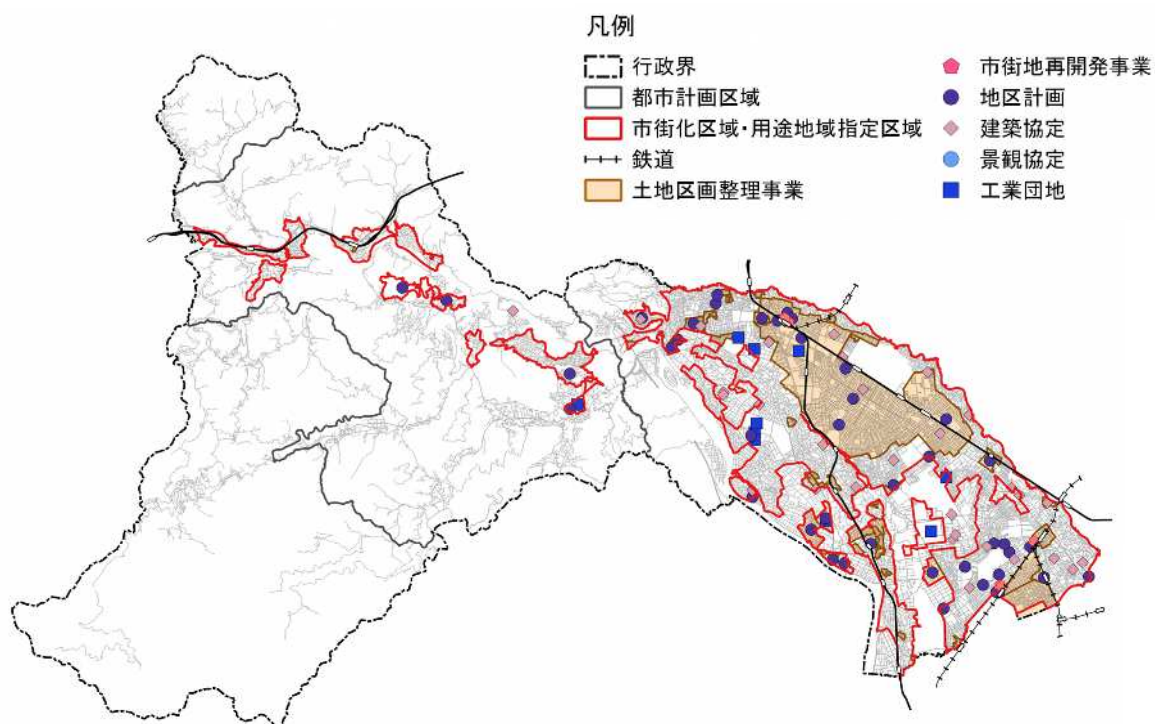 凡例
行政界
都市計画区域
市街化区域・用途地域指定区域
鉄道
土地区画整理事業
市街地再開発事業
地区計画
建築協定
景観協定
工業団地